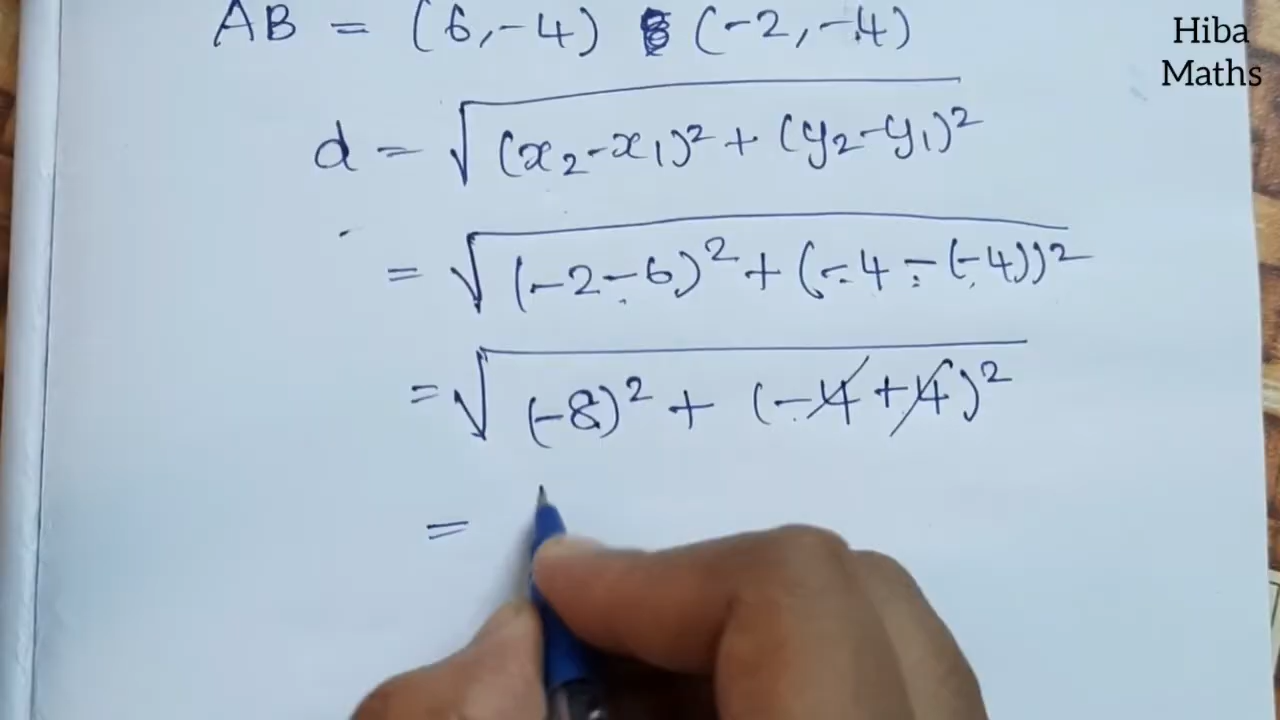 Hiba
Maths
AB = (6,-4) (-2,-4)
d = √(x₂-x₁)² + (y₂-y₁)²
= √(-2-6)² + (-4-(-4))²
= √(-8)² + (-4+4)²
=